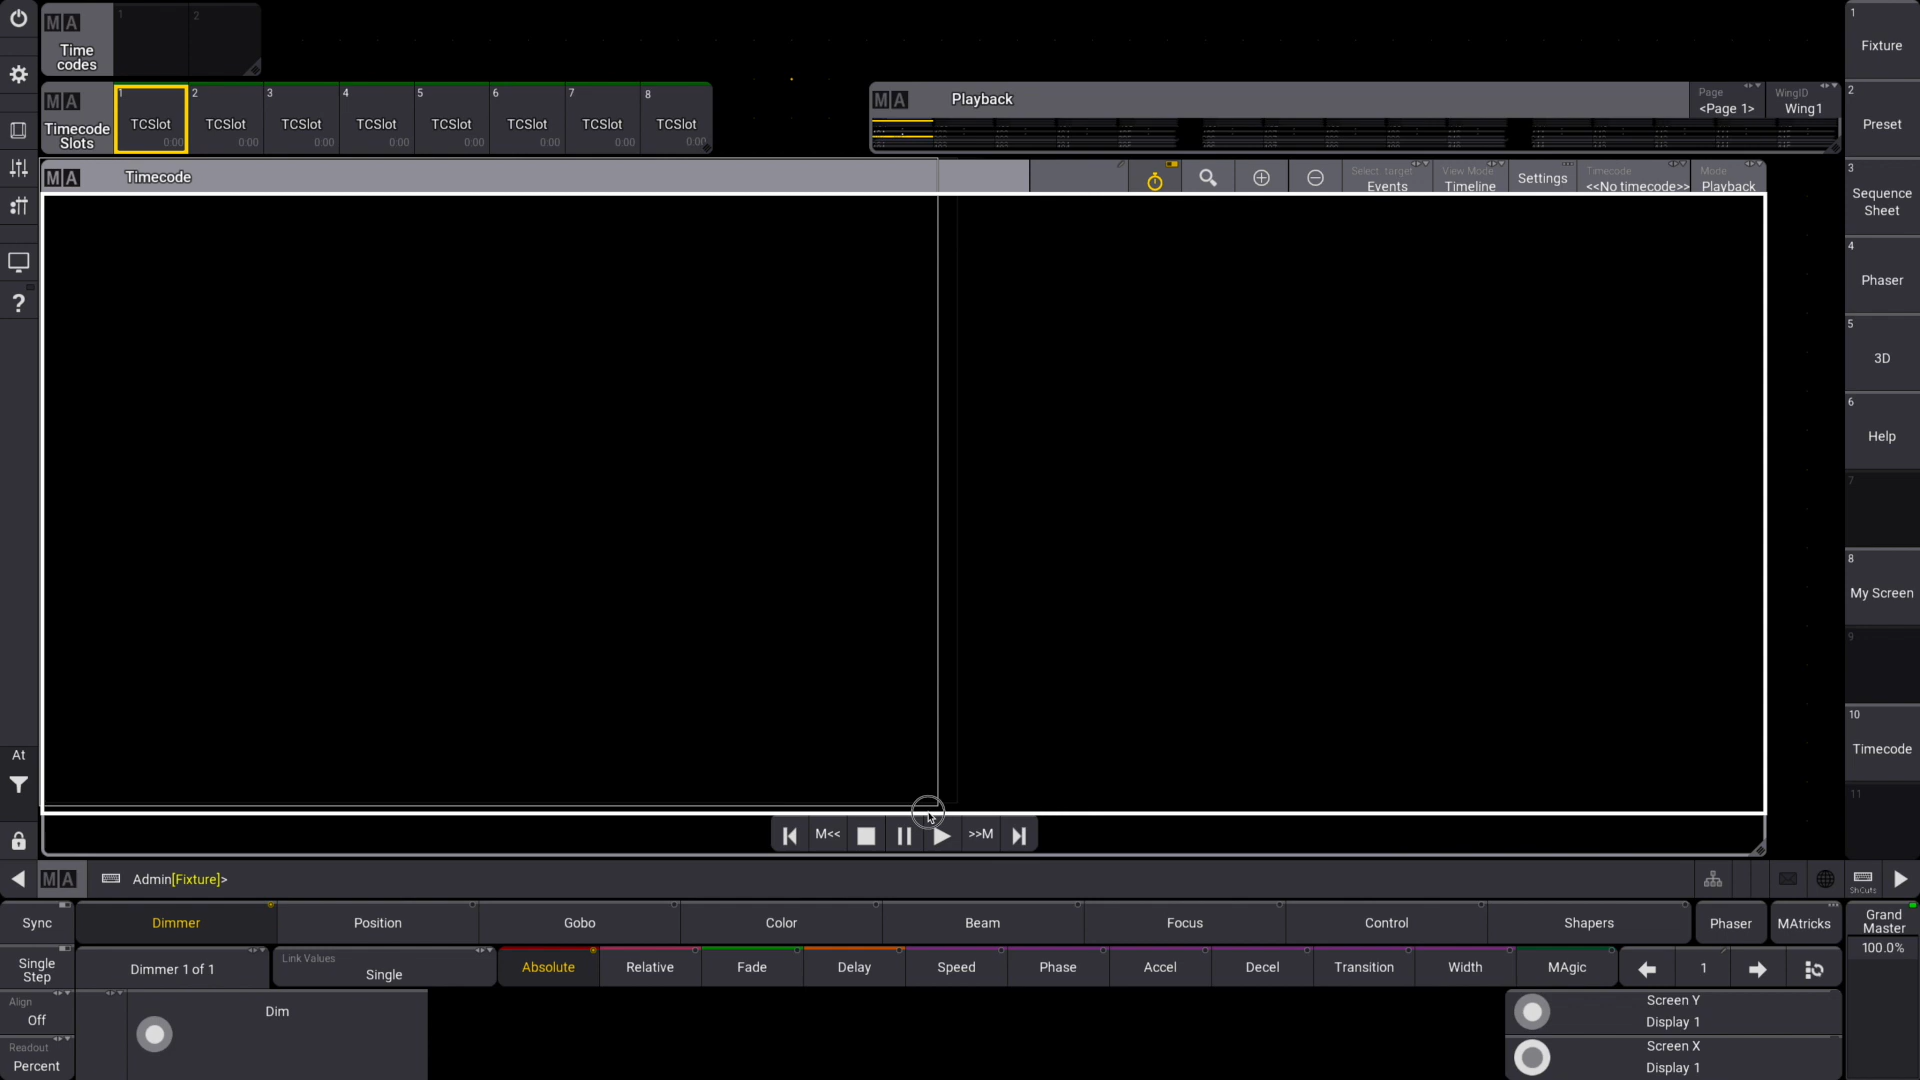 MA
Time
codes
1
2
MA
Timecode
Slots
1
TCSlot
0:00
2
TCSlot
0:00
3
TCSlot
0:00
4
TCSlot
0:00
5
TCSlot
0:00
6
TCSlot
0:00
7
TCSlot
0:00
8
TCSlot
0:00
MA
Playback
Page
<Page 1>
WingID
Wing1
MA
Timecode
Select target
Events
View Mode
Timeline
Settings
Timecode
<<No timecode>>
Mode
Playback
1
Fixture
2
Preset
3
Sequence
Sheet
4
Phaser
5
3D
6
Help
7
8
My Screen
9
10
Timecode
11
?
At
M<<
>>M
MA
Admin[Fixture]>
ShCuts
Sync
Dimmer
Position
Gobo
Color
Beam
Focus
Control
Shapers
Phaser
MAtricks
Grand
Master
100.0%
Single
Step
Dimmer 1 of 1
Link Values
Single
Absolute
Relative
Fade
Delay
Speed
Phase
Accel
Decel
Transition
Width
MAgic
1
Align
Off
Readout
Percent
Dim
Screen Y
Display 1
Screen X
Display 1